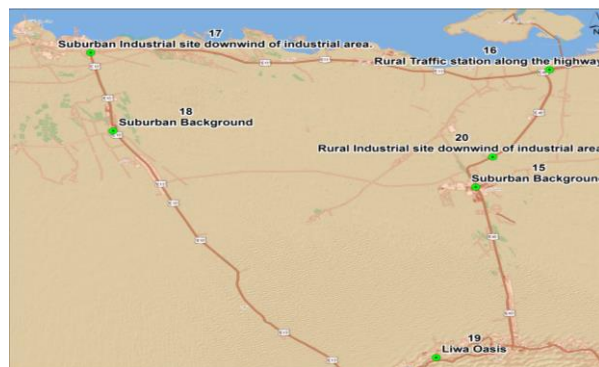 17
Suburban Industrial site downwind of industrial area.
16
Rural Traffic station along the highway
18
Suburban Background
20
Rural Industrial site downwind of industrial area
15
Suburban Background
19
Liwa Oasis